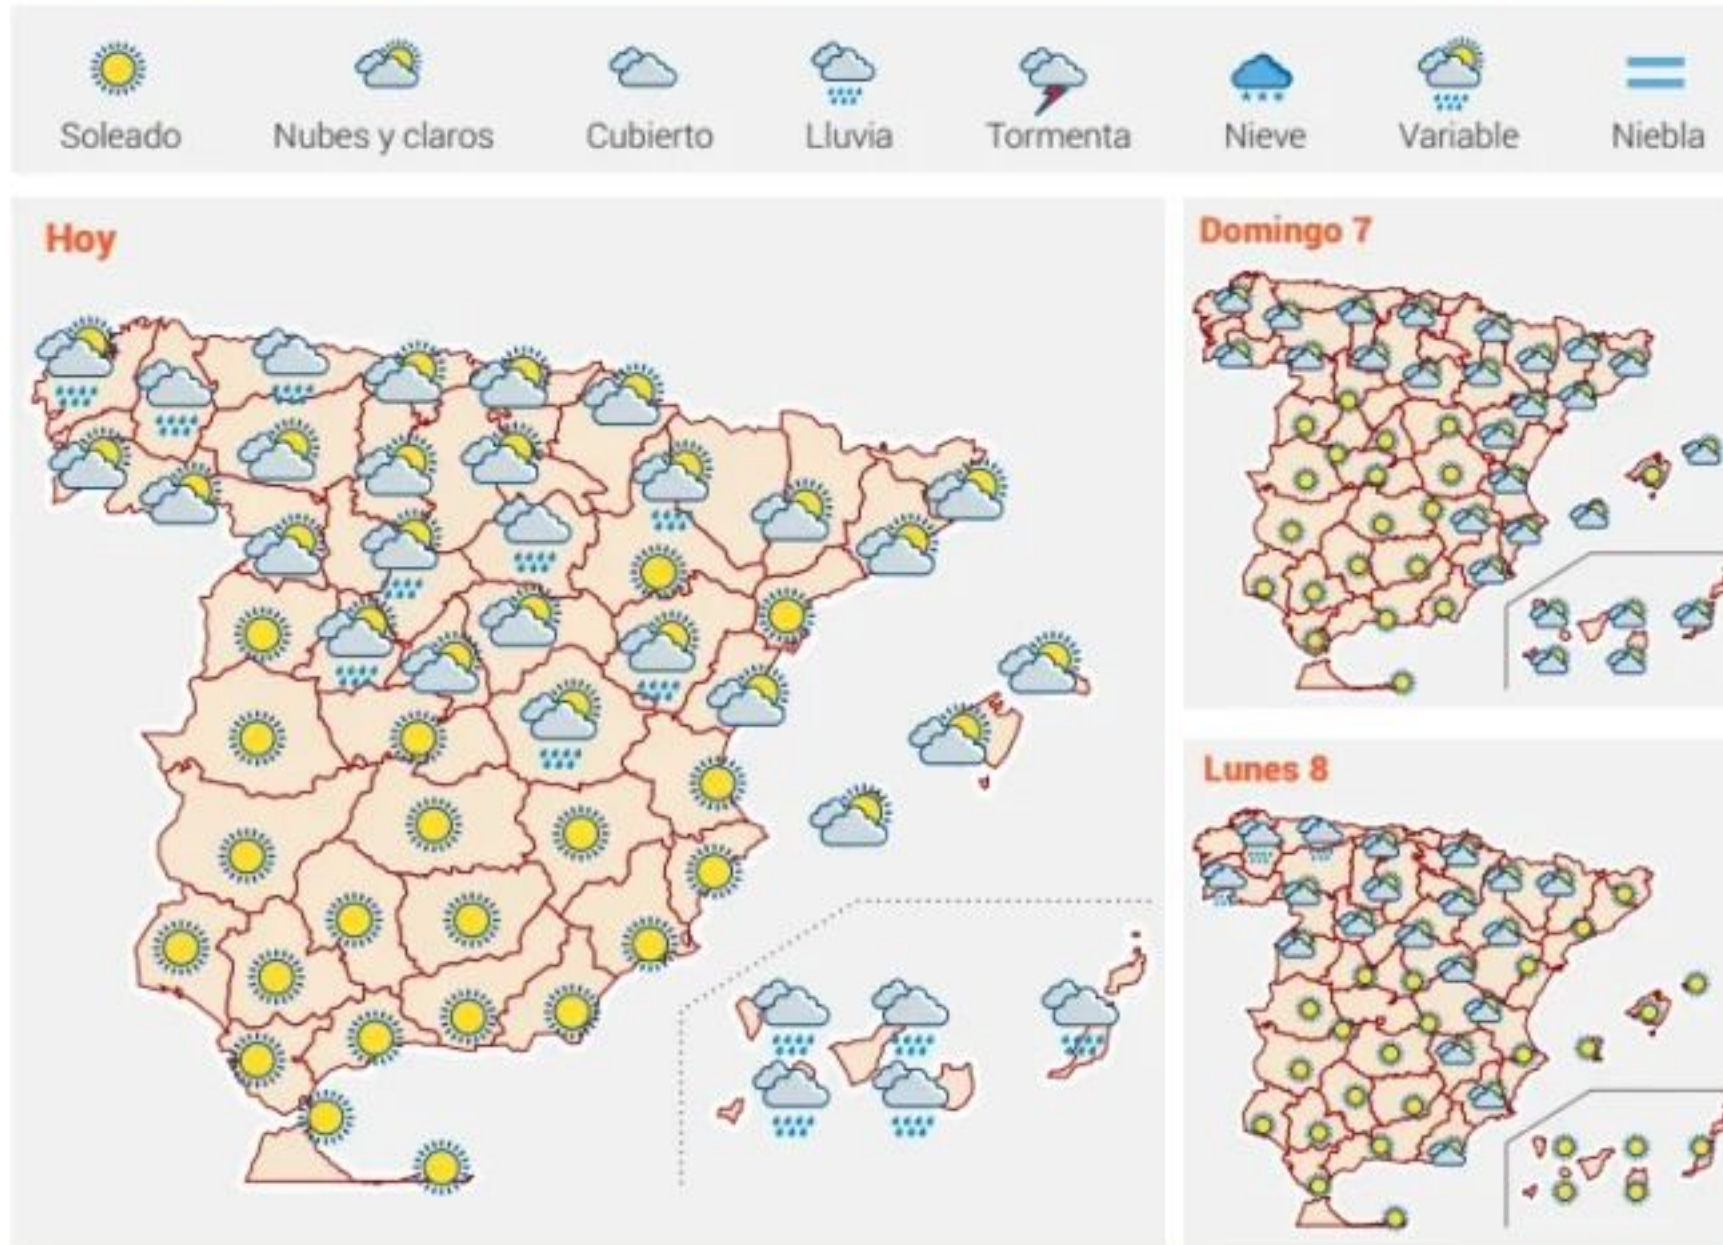 Soleado
Nubes y claros
Cubierto
Lluvia
Tormenta
Nieve
Variable
Niebla
Hoy
Domingo 7
Lunes 8